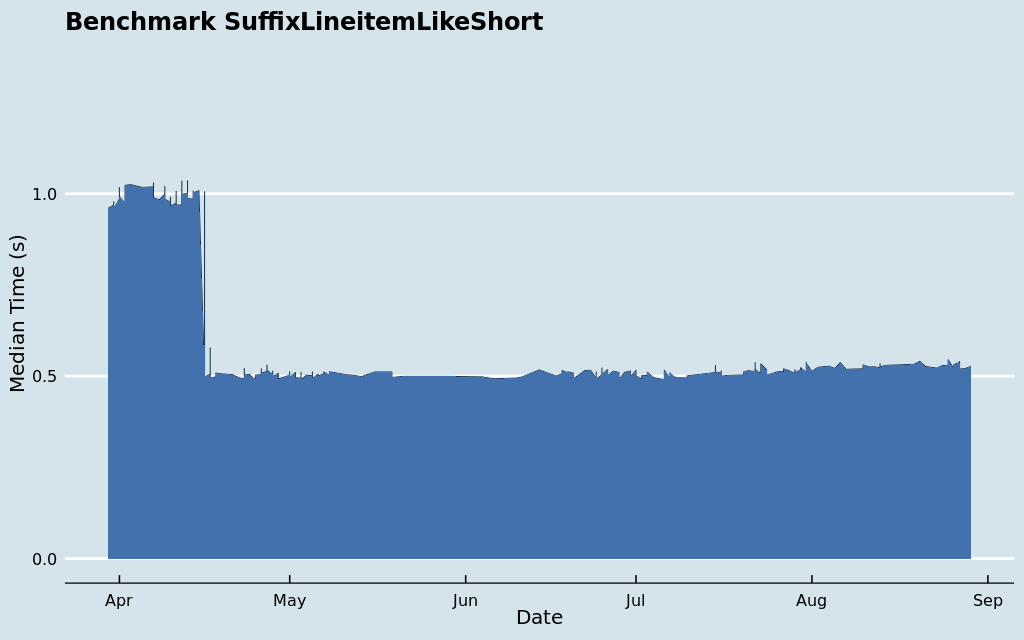 Benchmark SuffixLineitemLikeShort
Median Time (s)
1.0
0.5
0.0
Apr May Jun Jul Aug Sep
Date